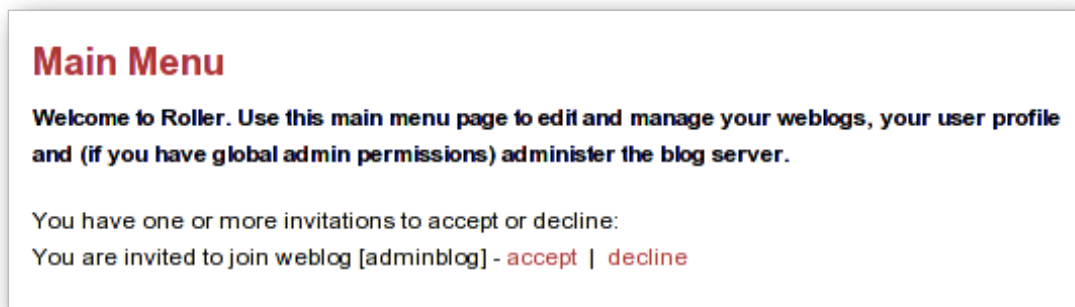 Main Menu
Welcome to Roller. Use this main menu page to edit and manage your weblogs, your user profile
and (if you have global admin permissions) administer the blog server.
You have one or more invitations to accept or decline:
You are invited to join weblog [adminblog] - accept | decline